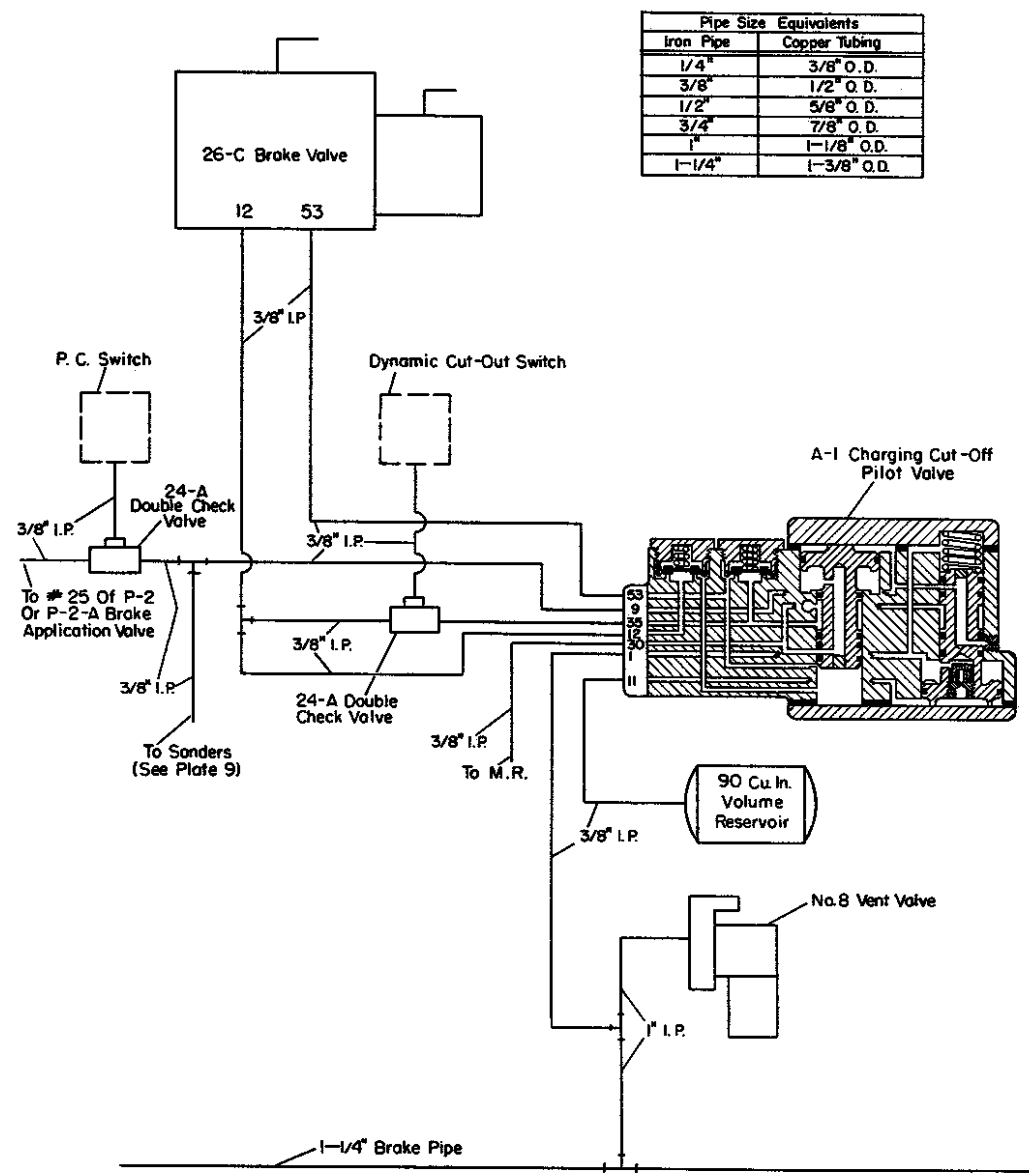 Pipe Size Equivalents
Iron Pipe Copper Tubing
1/4" 3/8" O.D.
3/8" 1/2" O.D.
1/2" 5/8" O.D.
3/4" 7/8" O.D.
1" 1-1/8" O.D.
1-1/4" 1-3/8" O.D.
26-C Brake Valve
12 53
3/8" I.P.
P. C. Switch
Dynamic Cut-Out Switch
A-1 Charging Cut-Off
Pilot Valve
24-A
Double Check
Valve
3/8" I.P.
3/8" I.P.
3/8" I.P.
To # 25 Of P-2
Or P-2-A Brake
Application Valve
53
9
35
12
30
1
11
3/8" I.P.
3/8" I.P.
24-A Double
Check Valve
To Sonders
(See Plate 9)
3/8" I.P.
To M.R.
90 Cu. In.
Volume
Reservoir
3/8" I.P.
No.8 Vent Valve
1" I.P.
1-1/4" Brake Pipe